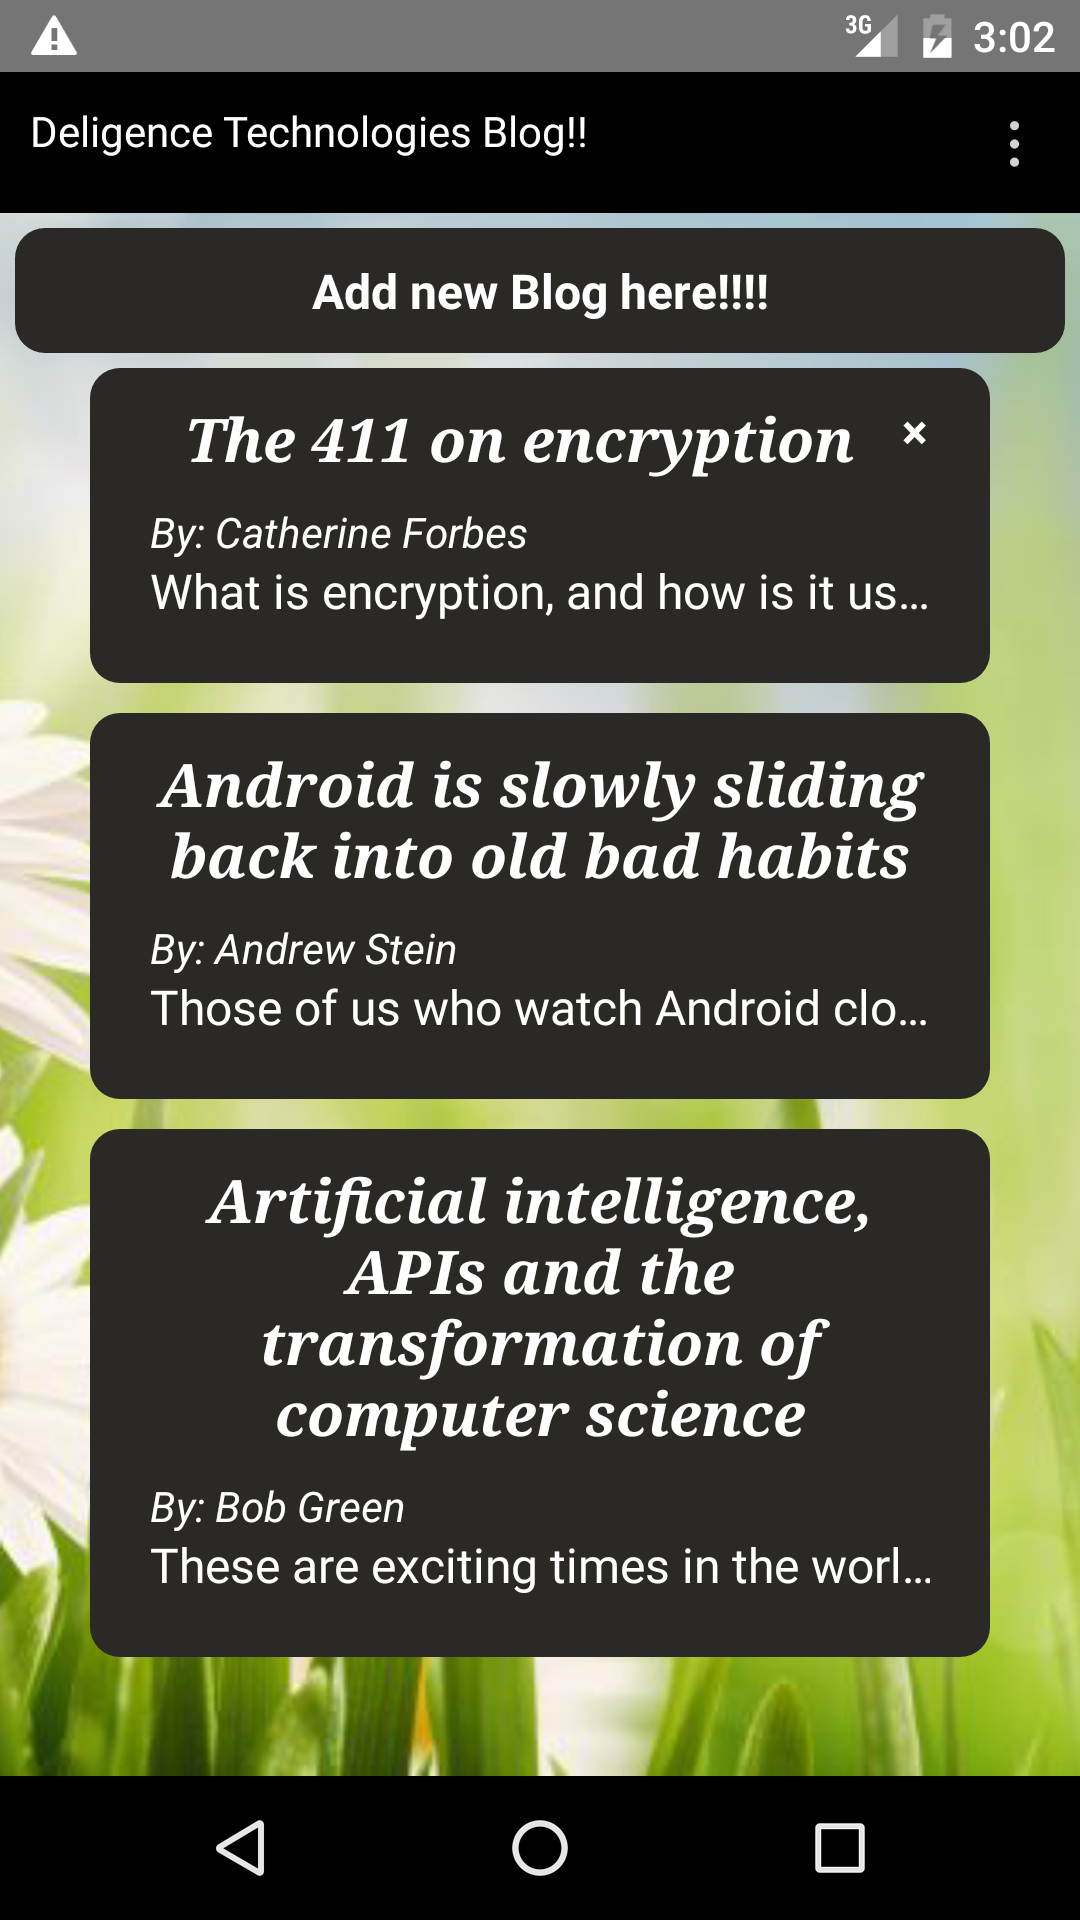 3G 3:02
Deligence Technologies Blog!!
Add new Blog here!!!!
The 411 on encryption ×
By: Catherine Forbes
What is encryption, and how is it us...
Android is slowly sliding
back into old bad habits
By: Andrew Stein
Those of us who watch Android clo...
Artificial intelligence,
APIs and the
transformation of
computer science
By: Bob Green
These are exciting times in the worl...